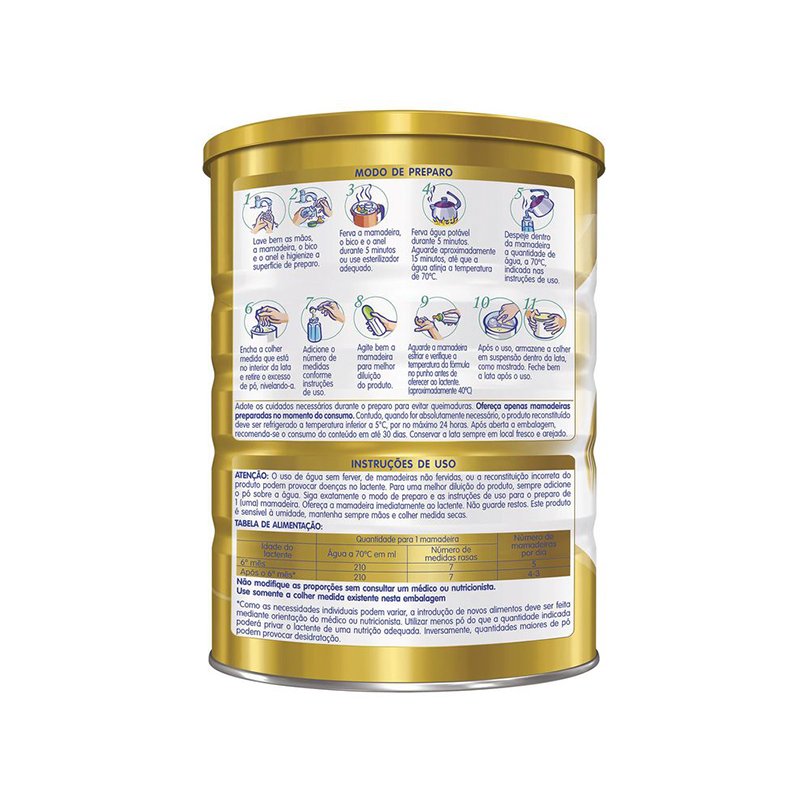 MODO DE PREPARO
1
2
3
4
5
Lave bem as mãos,
a mamadeira, o bico
e o anel e higienize a
superfície de preparo.
Ferva a mamadeira,
o bico e o anel
durante 5 minutos
ou use esterilizador
adequado.
Ferva água potável
durante 5 minutos.
Aguarde aproximadamente
15 minutos, até que a
água atinja a temperatura
de 70°C.
Despeje dentro
da mamadeira
a quantidade de
água, a 70°C,
indicada nas
instruções de uso.
6
7
8
9
10
11
Encha a colher
medida que está
no interior da lata
e retire o excesso
de pó, nivelando-a.
Adicione o
número de
medidas
conforme
instruções
de uso.
Agite bem a
mamadeira
para melhor
diluição
do produto.
Aguarde a mamadeira
esfriar e verifique a
temperatura da fórmula
no punho antes de
oferecer ao lactente.
(aproximadamente 40°C)
Após o uso, armazene a colher
em suspensão dentro da lata,
como mostrado. Feche bem
a lata após o uso.
Adote os cuidados necessários durante o preparo para evitar queimaduras. Ofereça apenas mamadeiras
preparadas no momento do consumo. Contudo, quando for absolutamente necessário, o produto reconstituído
deve ser refrigerado a temperatura inferior a 5°C, por no máximo 24 horas. Após aberta a embalagem,
recomenda-se o consumo do conteúdo em até 30 dias. Conservar a lata sempre em local fresco e arejado.
INSTRUÇÕES DE USO
ATENÇÃO: O uso de água sem ferver, de mamadeiras não fervidas, ou a reconstituição incorreta do
produto podem provocar doenças no lactente. Para uma melhor diluição do produto, sempre adicione
o pó sobre a água. Siga exatamente o modo de preparo e as instruções de uso para o preparo de
1 (uma) mamadeira. Ofereça a mamadeira imediatamente ao lactente. Não guarde restos. Este produto
é sensível à umidade, mantenha sempre mãos e colher medida secas.
TABELA DE ALIMENTAÇÃO:
Idade do lactente Quantidade para 1 mamadeira Número de mamadeiras por dia
Água a 70°C em ml Número de medidas rasas
6° mês 210 7 5
Após o 6° mês* 210 7 4-3
Não modifique as proporções sem consultar um médico ou nutricionista.
Use somente a colher medida existente nesta embalagem
*Como as necessidades individuais podem variar, a introdução de novos alimentos deve ser feita
mediante orientação do médico ou nutricionista. Utilizar menos pó do que a quantidade indicada
poderá privar o lactente de uma nutrição adequada. Inversamente, quantidades maiores de pó
podem provocar desidratação.